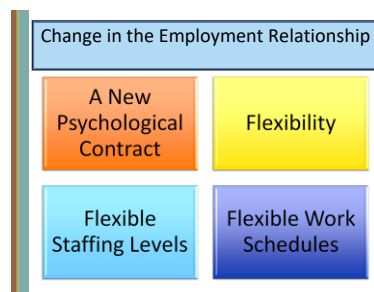 Change in the Employment Relationship
A New
Psychological
Contract
Flexibility
Flexible
Staffing Levels
Flexible Work
Schedules